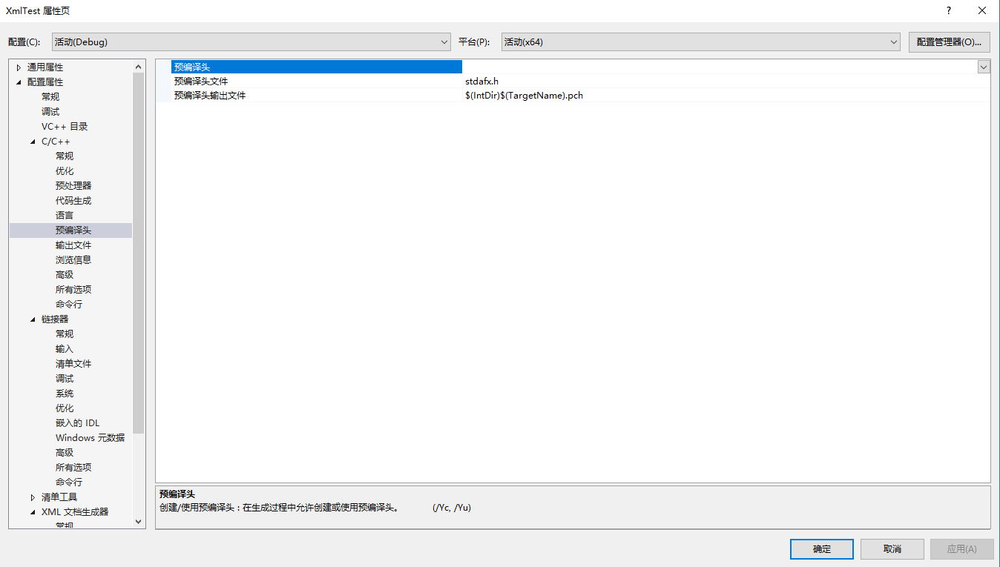 XmlTest 属性页
配置(C): 活动(Debug) 平台(P): 活动(x64) 配置管理器(O)...
通用属性
配置属性
常规
调试
VC++ 目录
C/C++
常规
优化
预处理器
代码生成
语言
预编译头
输出文件
浏览信息
高级
所有选项
命令行
链接器
常规
输入
清单文件
调试
系统
优化
嵌入的 IDL
Windows 元数据
高级
所有选项
命令行
清单工具
XML 文档生成器
常规
预编译头
预编译头文件 stdafx.h
预编译头输出文件 $(IntDir)$(TargetName).pch
预编译头
创建/使用预编译头：在生成过程中允许创建或使用预编译头。 (/Yc, /Yu)
确定 取消 应用(A)